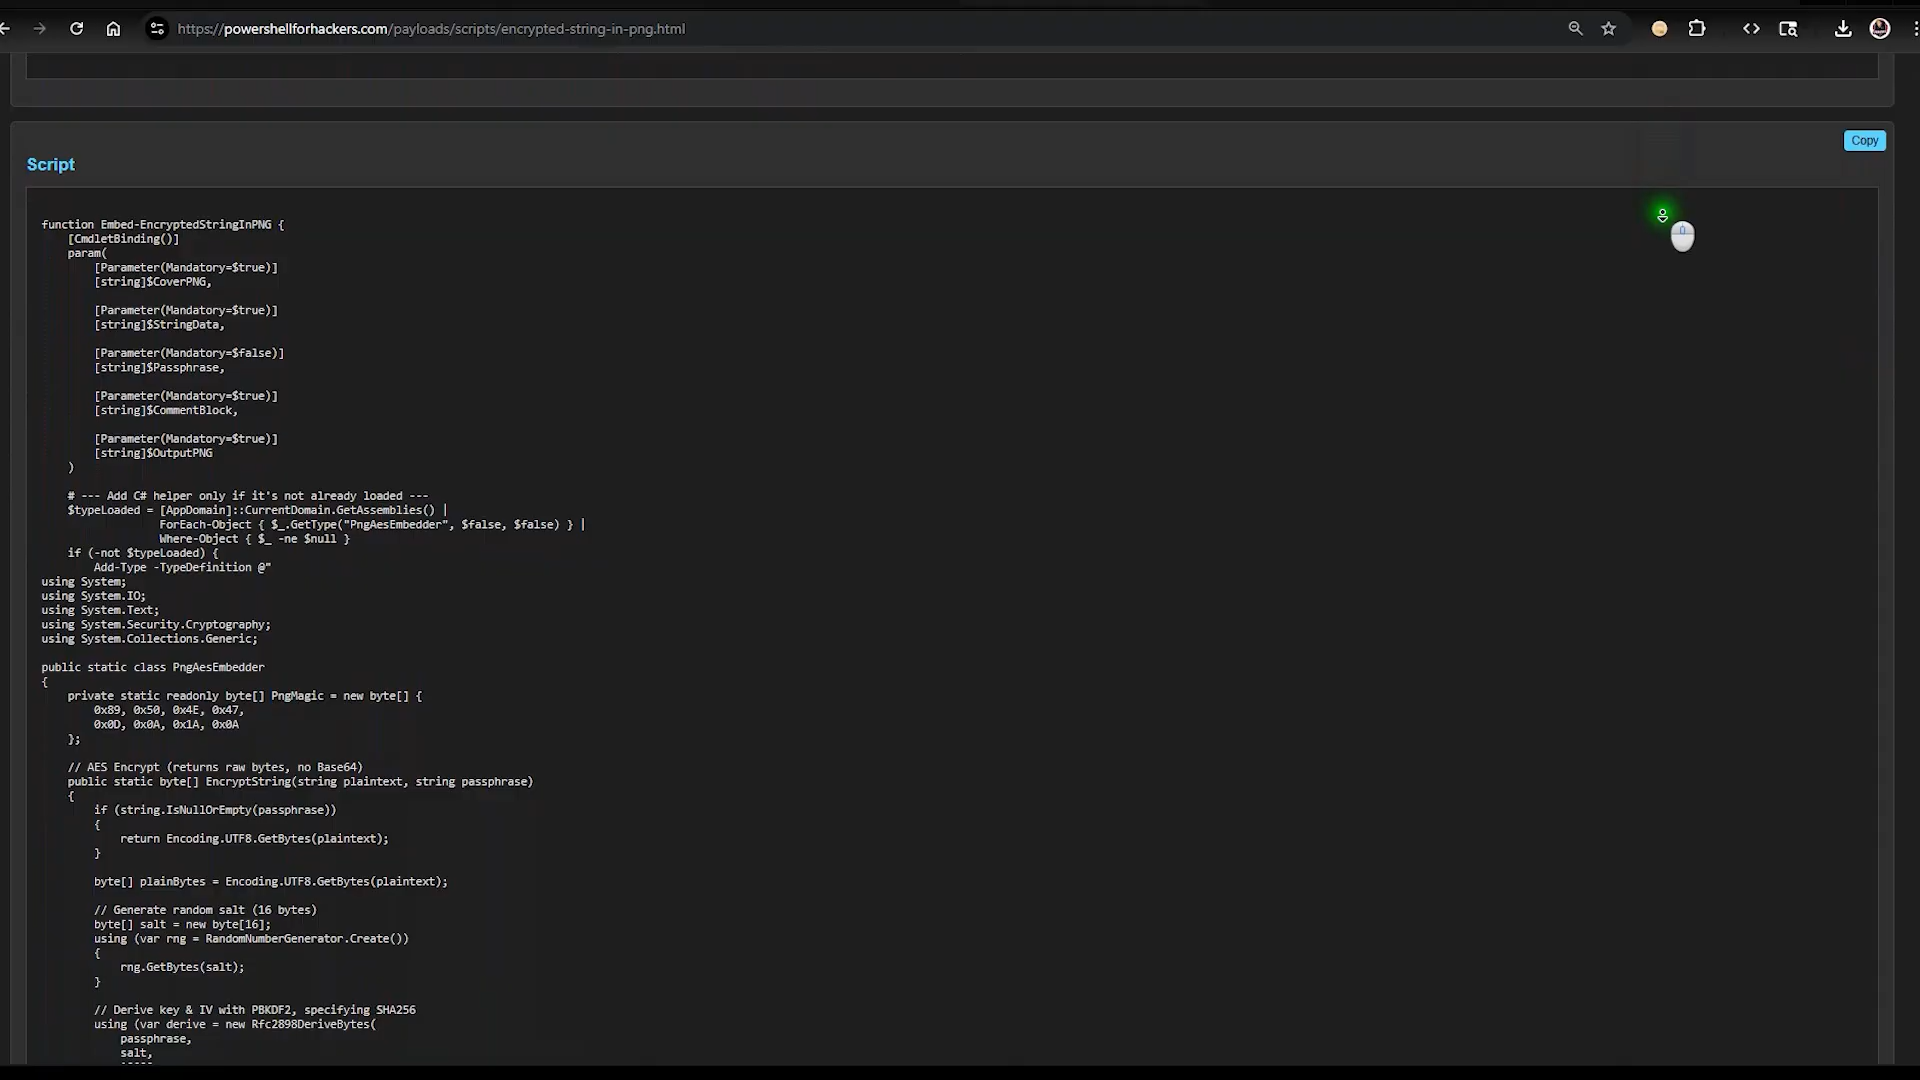 https://powershellforhackers.com/payloads/scripts/encrypted-string-in-png.html
Copy
Script
function Embed-EncryptedStringInPNG {
    [CmdletBinding()]
    param(
        [Parameter(Mandatory=$true)]
        [string]$CoverPNG,

        [Parameter(Mandatory=$true)]
        [string]$StringData,

        [Parameter(Mandatory=$false)]
        [string]$Passphrase,

        [Parameter(Mandatory=$true)]
        [string]$CommentBlock,

        [Parameter(Mandatory=$true)]
        [string]$OutputPNG
    )

    # --- Add C# helper only if it's not already loaded ---
    $typeLoaded = [AppDomain]::CurrentDomain.GetAssemblies() |
                  ForEach-Object { $_.GetType("PngAesEmbedder", $false, $false) } |
                  Where-Object { $_ -ne $null }
    if (-not $typeLoaded) {
        Add-Type -TypeDefinition @"
using System;
using System.IO;
using System.Text;
using System.Security.Cryptography;
using System.Collections.Generic;

public static class PngAesEmbedder
{
    private static readonly byte[] PngMagic = new byte[] {
        0x89, 0x50, 0x4E, 0x47,
        0x0D, 0x0A, 0x1A, 0x0A
    };

    // AES Encrypt (returns raw bytes, no Base64)
    public static byte[] EncryptString(string plaintext, string passphrase)
    {
        if (string.IsNullOrEmpty(passphrase))
        {
            return Encoding.UTF8.GetBytes(plaintext);
        }

        byte[] plainBytes = Encoding.UTF8.GetBytes(plaintext);

        // Generate random salt (16 bytes)
        byte[] salt = new byte[16];
        using (var rng = RandomNumberGenerator.Create())
        {
            rng.GetBytes(salt);
        }

        // Derive key & IV with PBKDF2, specifying SHA256
        using (var derive = new Rfc2898DeriveBytes(
            passphrase,
            salt,